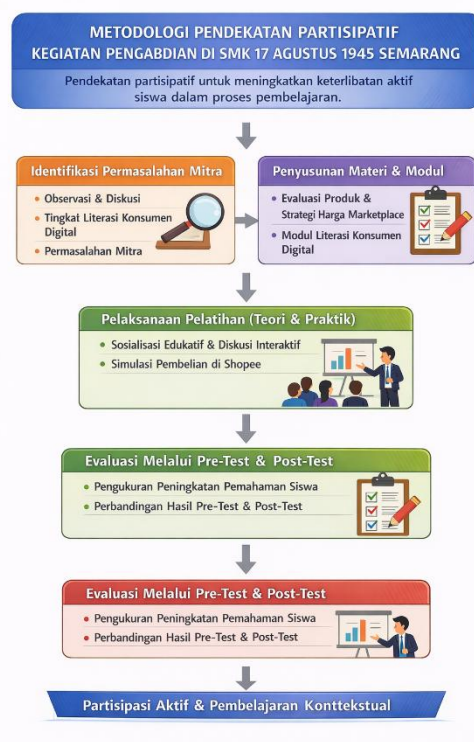 METODOLOGI PENDEKATAN PARTISIPATIF
KEGIATAN PENGABDIAN DI SMK 17 AGUSTUS 1945 SEMARANG
Pendekatan partisipatif untuk meningkatkan keterlibatan aktif
siswa dalam proses pembelajaran.
Identifikasi Permasalahan Mitra
• Observasi & Diskusi
• Tingkat Literasi Konsumen
Digital
• Permasalahan Mitra
Penyusunan Materi & Modul
• Evaluasi Produk &
Strategi Harga Marketplace
• Modul Literasi Konsumen
Digital
Pelaksanaan Pelatihan (Teori & Praktik)
• Sosialisasi Edukatif & Diskusi Interaktif
• Simulasi Pembelian di Shopee
Evaluasi Melalui Pre-Test & Post-Test
• Pengukuran Peningkatan Pemahaman Siswa
• Perbandingan Hasil Pre-Test & Post-Test
Evaluasi Melalui Pre-Test & Post-Test
• Pengukuran Peningkatan Pemahaman Siswa
• Perbandingan Hasil Pre-Test & Post-Test
Partisipasi Aktif & Pembelajaran Konttekstual